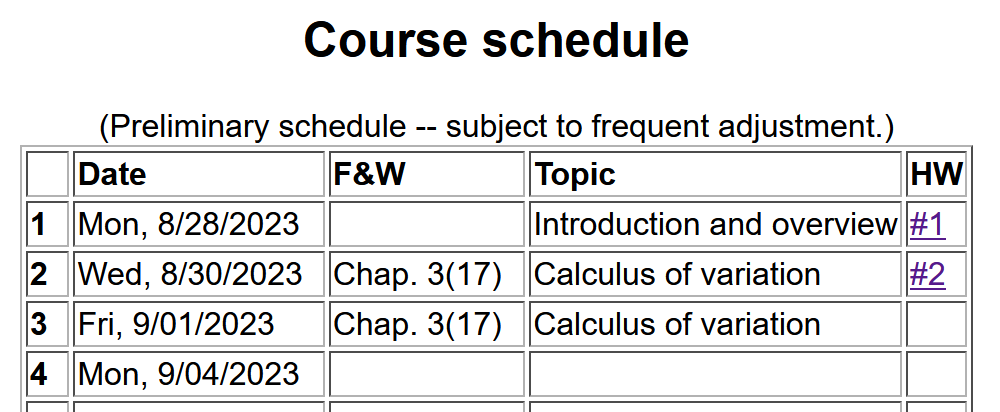 Course schedule
(Preliminary schedule -- subject to frequent adjustment.)
Date F&W Topic HW
1 Mon, 8/28/2023 Introduction and overview #1
2 Wed, 8/30/2023 Chap. 3(17) Calculus of variation #2
3 Fri, 9/01/2023 Chap. 3(17) Calculus of variation
4 Mon, 9/04/2023